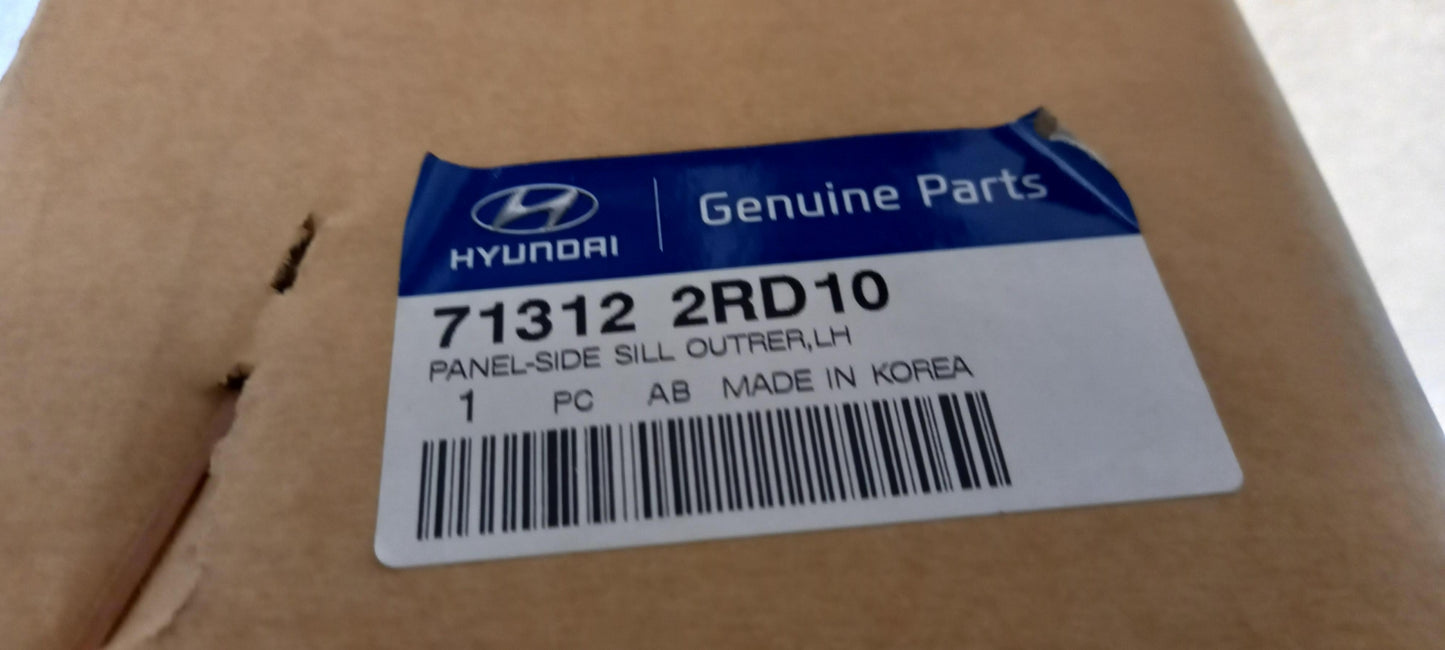 HYUNDAI
Genuine Parts
71312 2RD10
PANEL-SIDE SILL OUTRER,LH
1 PC AB MADE IN KOREA